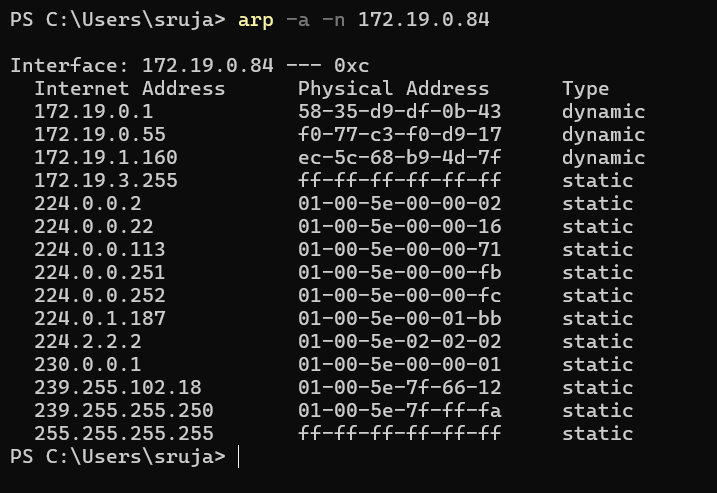 PS C:\Users\sruja> arp -a -n 172.19.0.84
Interface: 172.19.0.84 --- 0xc
Internet Address Physical Address Type
172.19.0.1 58-35-d9-df-0b-43 dynamic
172.19.0.55 f0-77-c3-f0-d9-17 dynamic
172.19.1.160 ec-5c-68-b9-4d-7f dynamic
172.19.3.255 ff-ff-ff-ff-ff-ff static
224.0.0.2 01-00-5e-00-00-02 static
224.0.0.22 01-00-5e-00-00-16 static
224.0.0.113 01-00-5e-00-00-71 static
224.0.0.251 01-00-5e-00-00-fb static
224.0.0.252 01-00-5e-00-00-fc static
224.0.1.187 01-00-5e-00-01-bb static
224.2.2.2 01-00-5e-02-02-02 static
230.0.0.1 01-00-5e-00-00-01 static
239.255.102.18 01-00-5e-7f-66-12 static
239.255.255.250 01-00-5e-7f-ff-fa static
255.255.255.255 ff-ff-ff-ff-ff-ff static
PS C:\Users\sruja>